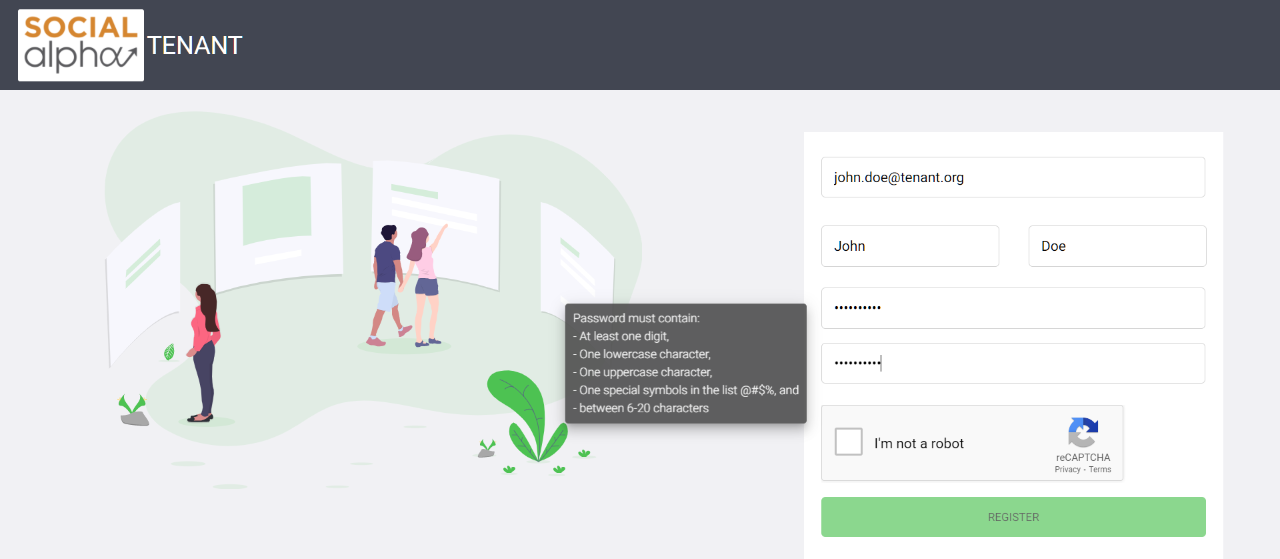 SOCIAL
alpha
TENANT
john.doe@tenant.org
John
Doe
••••••••••
••••••••••
Password must contain:
- At least one digit,
- One lowercase character,
- One uppercase character,
- One special symbols in the list @#$%, and
- between 6-20 characters
I'm not a robot
reCAPTCHA
Privacy - Terms
REGISTER